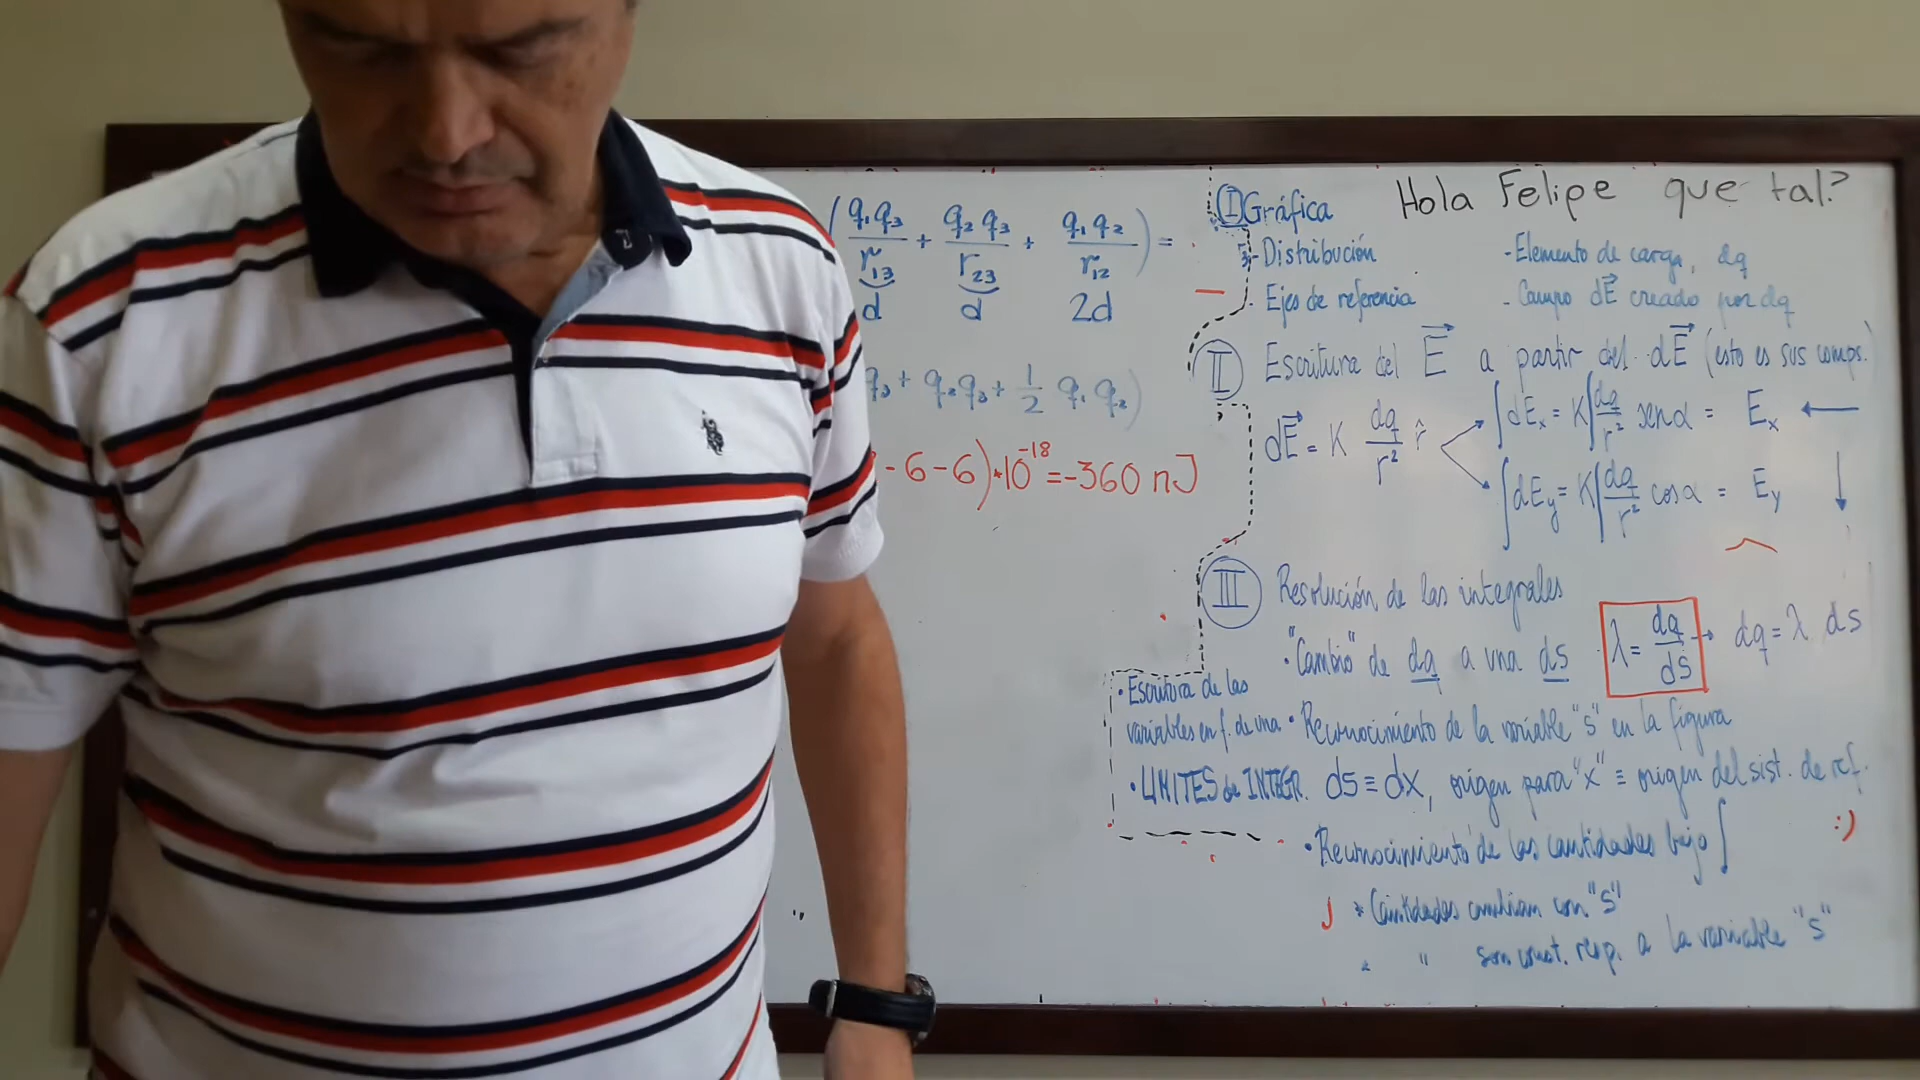 (q₁q₃/r₁₃ + q₂q₃/r₂₃ + q₁q₂/r₁₂) =
d d 2d
q₃ + q₂q₃ + 1/2 q₁q₂)
- 6 - 6)*10⁻¹⁸ = -360 nJ
Hola Felipe que tal?
I Gráfica
- Distribución
- Ejes de referencia
- Elemento de carga, dq
- Campo dE⃗ creado por dq
II Escritura del E⃗ a partir del dE⃗ (esto es sus comps.)
dE⃗ = K dq/r² r̂
∫dEₓ = K∫dq/r² senα = Eₓ
∫dE_y = K∫dq/r² cosα = E_y
III Resolución de las integrales
· "Cambio" de dq a una ds
λ = dq/ds → dq = λ ds
• Escritura de las
variables en f. de una
• Reconocimiento de la variable "s" en la figura
• LIMITES de INTEGR.
ds ≡ dx, origen para "x" ≡ origen del sist. de ref.
• Reconocimiento de las cantidades bajo ∫
:)
* Cantidades cambian con "s"
" son const. resp. a la variable "s"